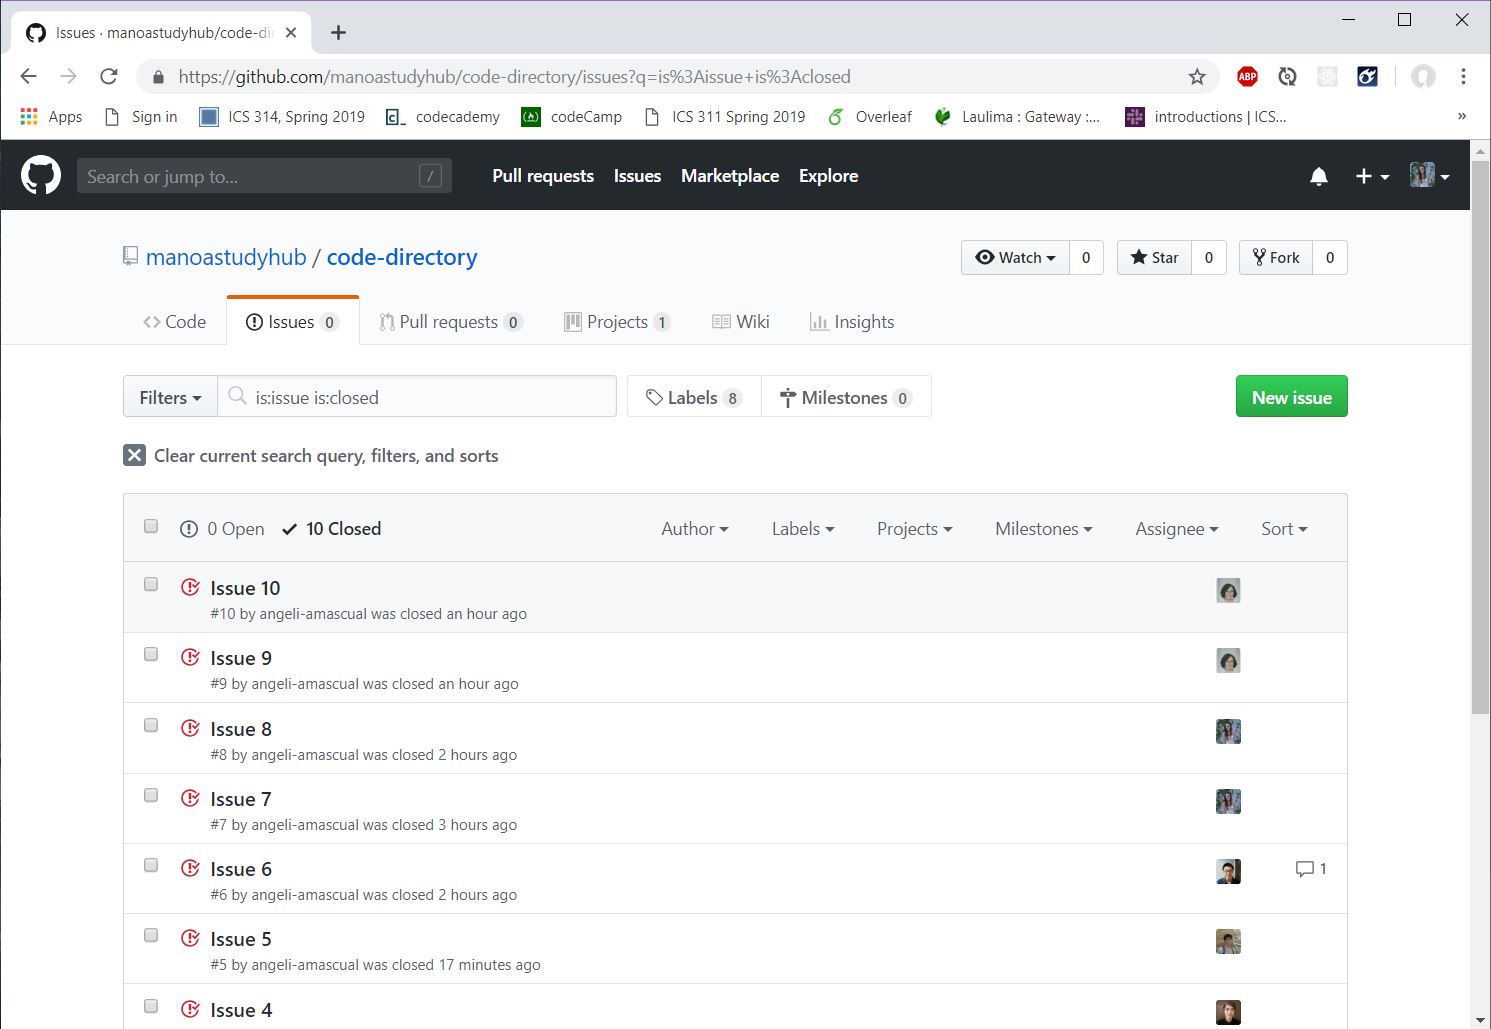 Issues · manoastudyhub/code-di
https://github.com/manoastudyhub/code-directory/issues?q=is%3Aissue+is%3Aclosed
ABP
Apps Sign in ICS 314, Spring 2019 codecademy codeCamp ICS 311 Spring 2019 Overleaf Laulima : Gateway :... introductions | ICS... »
Search or jump to... / Pull requests Issues Marketplace Explore
manoastudyhub / code-directory Watch 0 Star 0 Fork 0
Code Issues 0 Pull requests 0 Projects 1 Wiki Insights
Filters is:issue is:closed Labels 8 Milestones 0 New issue
Clear current search query, filters, and sorts
0 Open 10 Closed Author Labels Projects Milestones Assignee Sort
Issue 10
#10 by angeli-amascual was closed an hour ago
Issue 9
#9 by angeli-amascual was closed an hour ago
Issue 8
#8 by angeli-amascual was closed 2 hours ago
Issue 7
#7 by angeli-amascual was closed 3 hours ago
Issue 6 1
#6 by angeli-amascual was closed 2 hours ago
Issue 5
#5 by angeli-amascual was closed 17 minutes ago
Issue 4